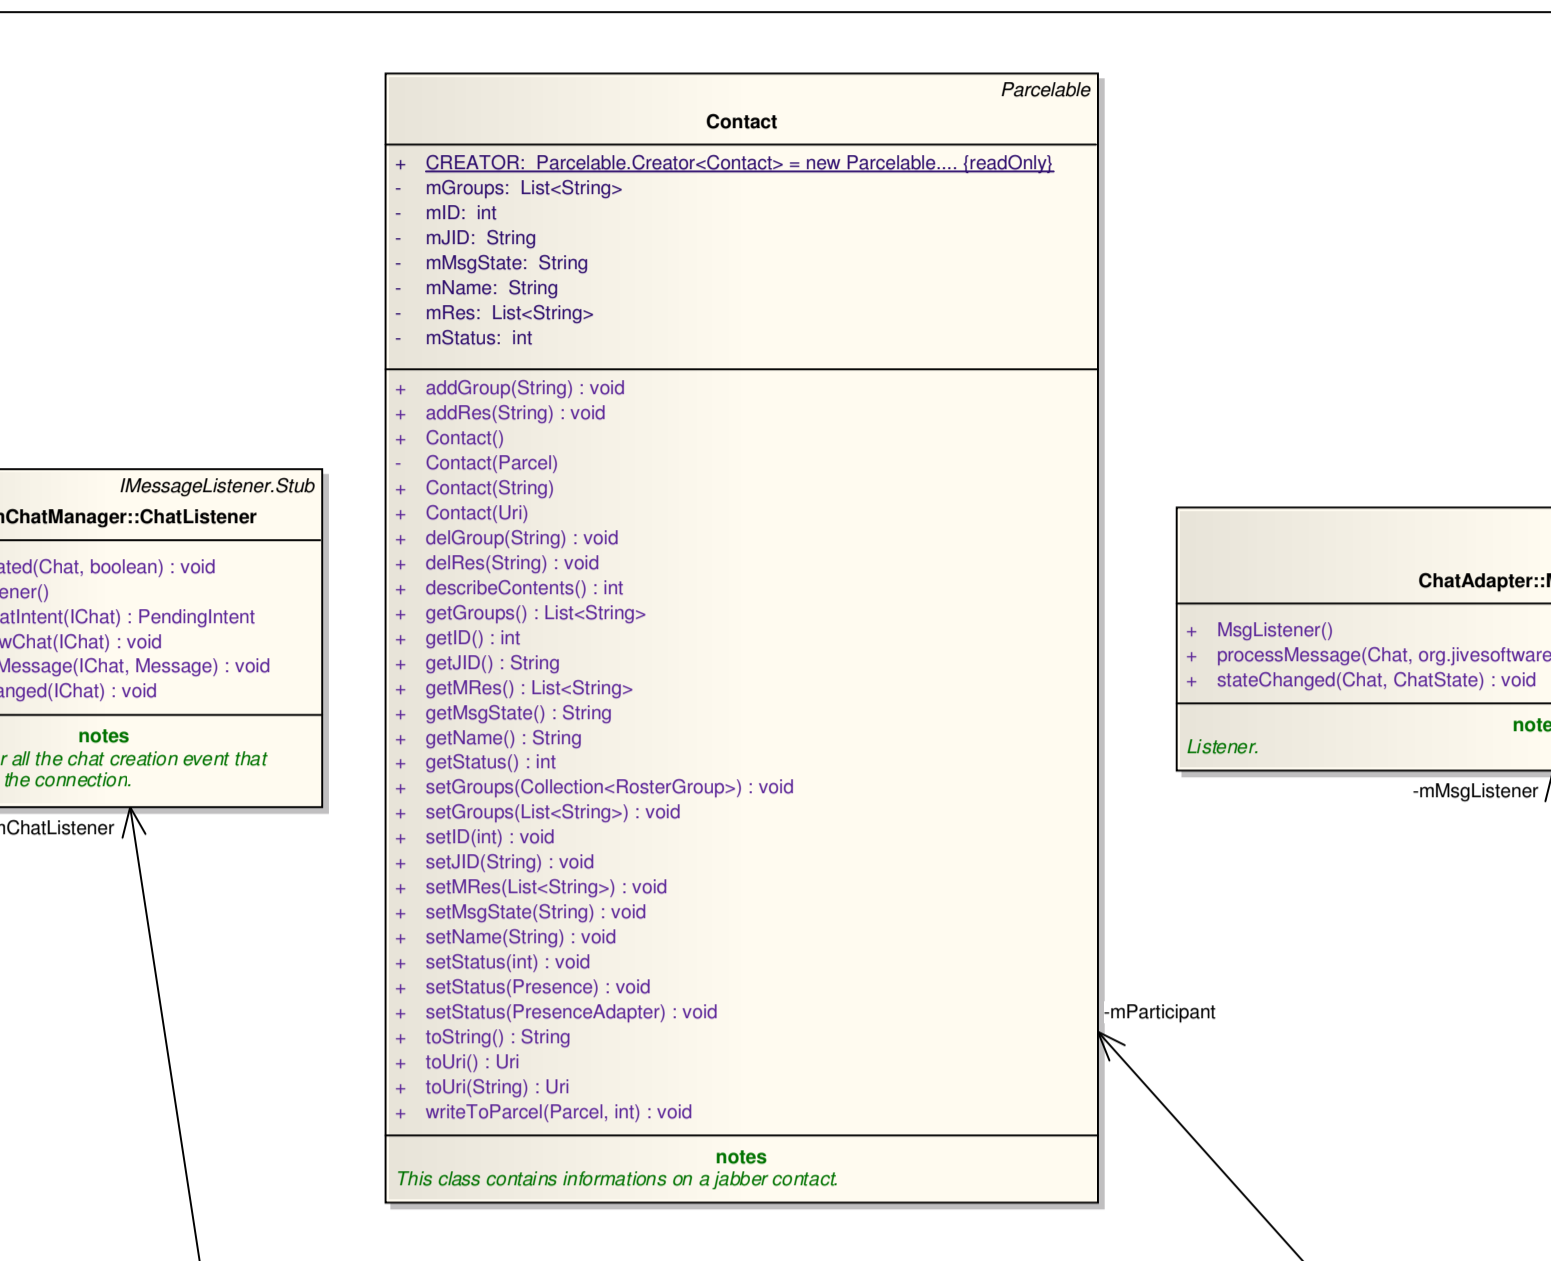 Parcelable
Contact
+ CREATOR: Parcelable.Creator<Contact> = new Parcelable.... {readOnly}
- mGroups: List<String>
- mID: int
- mJID: String
- mMsgState: String
- mName: String
- mRes: List<String>
- mStatus: int
+ addGroup(String) : void
+ addRes(String) : void
+ Contact()
- Contact(Parcel)
+ Contact(String)
+ Contact(Uri)
+ delGroup(String) : void
+ delRes(String) : void
+ describeContents() : int
+ getGroups() : List<String>
+ getID() : int
+ getJID() : String
+ getMRes() : List<String>
+ getMsgState() : String
+ getName() : String
+ getStatus() : int
+ setGroups(Collection<RosterGroup>) : void
+ setGroups(List<String>) : void
+ setID(int) : void
+ setJID(String) : void
+ setMRes(List<String>) : void
+ setMsgState(String) : void
+ setName(String) : void
+ setStatus(int) : void
+ setStatus(Presence) : void
+ setStatus(PresenceAdapter) : void
+ toString() : String
+ toUri() : Uri
+ toUri(String) : Uri
+ writeToParcel(Parcel, int) : void
notes
This class contains informations on a jabber contact.
IMessageListener.Stub
nChatManager::ChatListener
ated(Chat, boolean) : void
ener()
atIntent(IChat) : PendingIntent
wChat(IChat) : void
Message(IChat, Message) : void
anged(IChat) : void
notes
r all the chat creation event that
the connection.
nChatListener
ChatAdapter::
+ MsgListener()
+ processMessage(Chat, org.jivesoftware
+ stateChanged(Chat, ChatState) : void
note
Listener.
-mMsgListener
-mParticipant